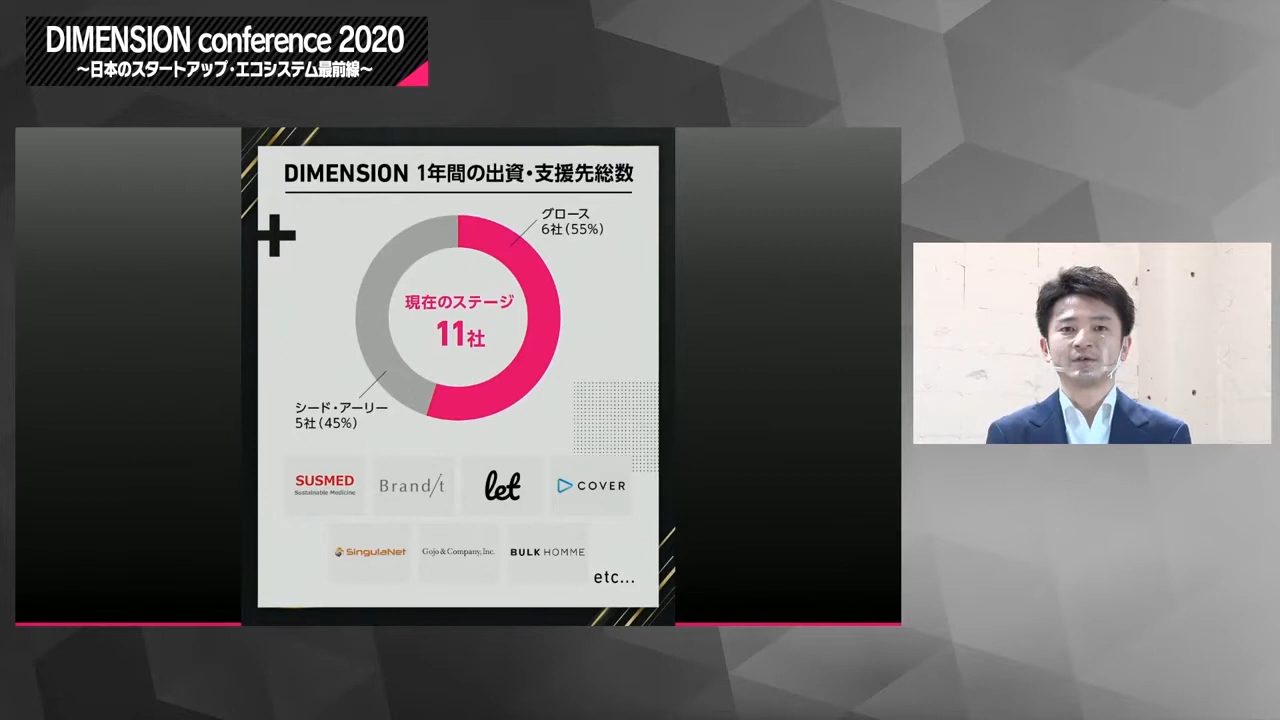 DIMENSION conference 2020
～日本のスタートアップ・エコシステム最前線～
DIMENSION 1年間の出資・支援先総数
グロース
6社(55%)
現在のステージ
11社
シード・アーリー
5社(45%)
SUSMED
Sustainable Medicine
Brand/t
let
COVER
SingulaNet
Gojo & Company, Inc.
BULK HOMME
etc...